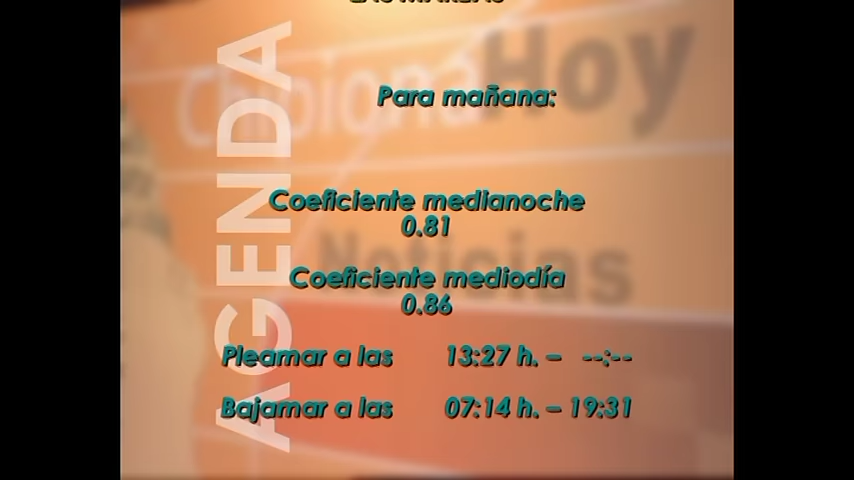 Para mañana:
Coeficiente medianoche
0.81
Coeficiente mediodía
0.86
Pleamar a las 13:27 h. – --:--
Bajamar a las 07:14 h. – 19:31
AGENDA
Chipiona Hoy
Noticias